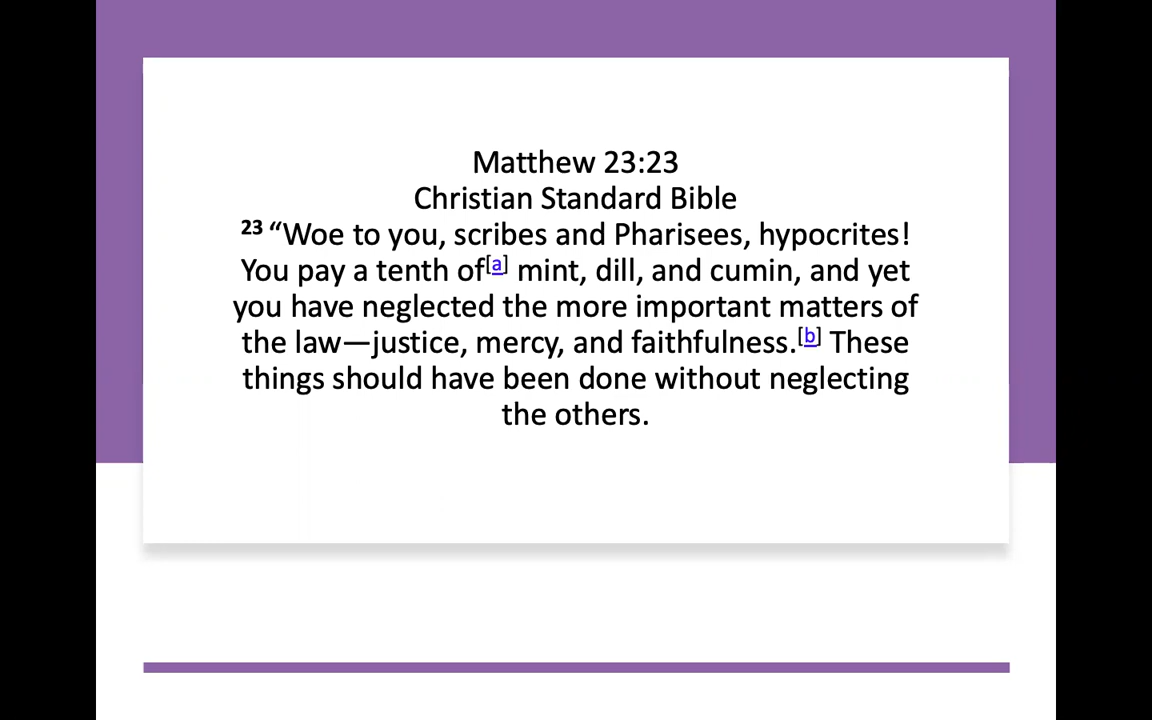 Matthew 23:23
Christian Standard Bible
23 “Woe to you, scribes and Pharisees, hypocrites!
You pay a tenth of[a] mint, dill, and cumin, and yet
you have neglected the more important matters of
the law—justice, mercy, and faithfulness.[b] These
things should have been done without neglecting
the others.